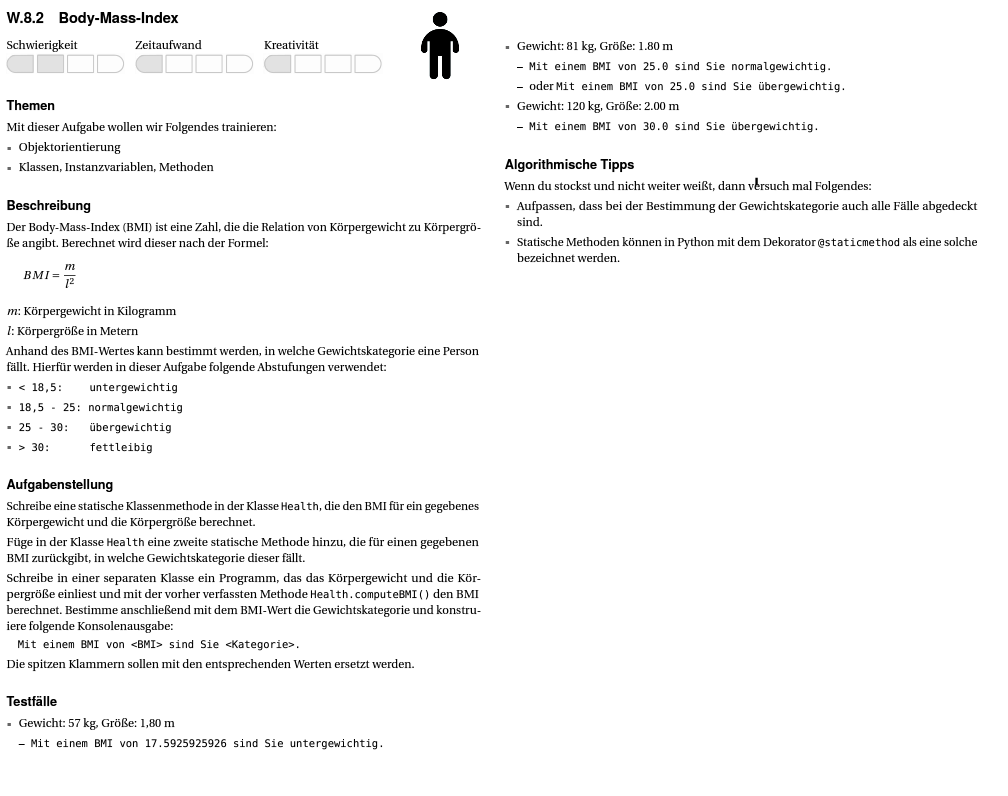 W.8.2 Body-Mass-Index
Schwierigkeit Zeitaufwand Kreativität
Themen
Mit dieser Aufgabe wollen wir Folgendes trainieren:
▪ Objektorientierung
▪ Klassen, Instanzvariablen, Methoden
Beschreibung
Der Body-Mass-Index (BMI) ist eine Zahl, die die Relation von Körpergewicht zu Körpergrö-
ße angibt. Berechnet wird dieser nach der Formel:
BMI = m / l²
m: Körpergewicht in Kilogramm
l: Körpergröße in Metern
Anhand des BMI-Wertes kann bestimmt werden, in welche Gewichtskategorie eine Person
fällt. Hierfür werden in dieser Aufgabe folgende Abstufungen verwendet:
▪ < 18,5: untergewichtig
▪ 18,5 - 25: normalgewichtig
▪ 25 - 30: übergewichtig
▪ > 30: fettleibig
Aufgabenstellung
Schreibe eine statische Klassenmethode in der Klasse Health, die den BMI für ein gegebenes
Körpergewicht und die Körpergröße berechnet.
Füge in der Klasse Health eine zweite statische Methode hinzu, die für einen gegebenen
BMI zurückgibt, in welche Gewichtskategorie dieser fällt.
Schreibe in einer separaten Klasse ein Programm, das das Körpergewicht und die Kör-
pergröße einliest und mit der vorher verfassten Methode Health.computeBMI() den BMI
berechnet. Bestimme anschließend mit dem BMI-Wert die Gewichtskategorie und konstru-
iere folgende Konsolenausgabe:
Mit einem BMI von <BMI> sind Sie <Kategorie>.
Die spitzen Klammern sollen mit den entsprechenden Werten ersetzt werden.
Testfälle
▪ Gewicht: 57 kg, Größe: 1,80 m
– Mit einem BMI von 17.5925925926 sind Sie untergewichtig.
▪ Gewicht: 81 kg, Größe: 1.80 m
– Mit einem BMI von 25.0 sind Sie normalgewichtig.
– oder Mit einem BMI von 25.0 sind Sie übergewichtig.
▪ Gewicht: 120 kg, Größe: 2.00 m
– Mit einem BMI von 30.0 sind Sie übergewichtig.
Algorithmische Tipps
Wenn du stockst und nicht weiter weißt, dann versuch mal Folgendes:
▪ Aufpassen, dass bei der Bestimmung der Gewichtskategorie auch alle Fälle abgedeckt
sind.
▪ Statische Methoden können in Python mit dem Dekorator @staticmethod als eine solche
bezeichnet werden.